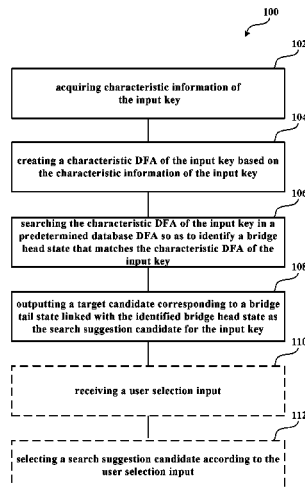 100
102
acquiring characteristic information of
the input key
104
creating a characteristic DFA of the input key based on
the characteristic information of the input key
106
searching the characteristic DFA of the input key in a
predetermined database DFA so as to identify a bridge
head state that matches the characteristic DFA of the
input key
108
outputting a target candidate corresponding to a bridge
tail state linked with the identified bridge head state as
the search suggestion candidate for the input key
110
receiving a user selection input
112
selecting a search suggestion candidate according to the
user selection input